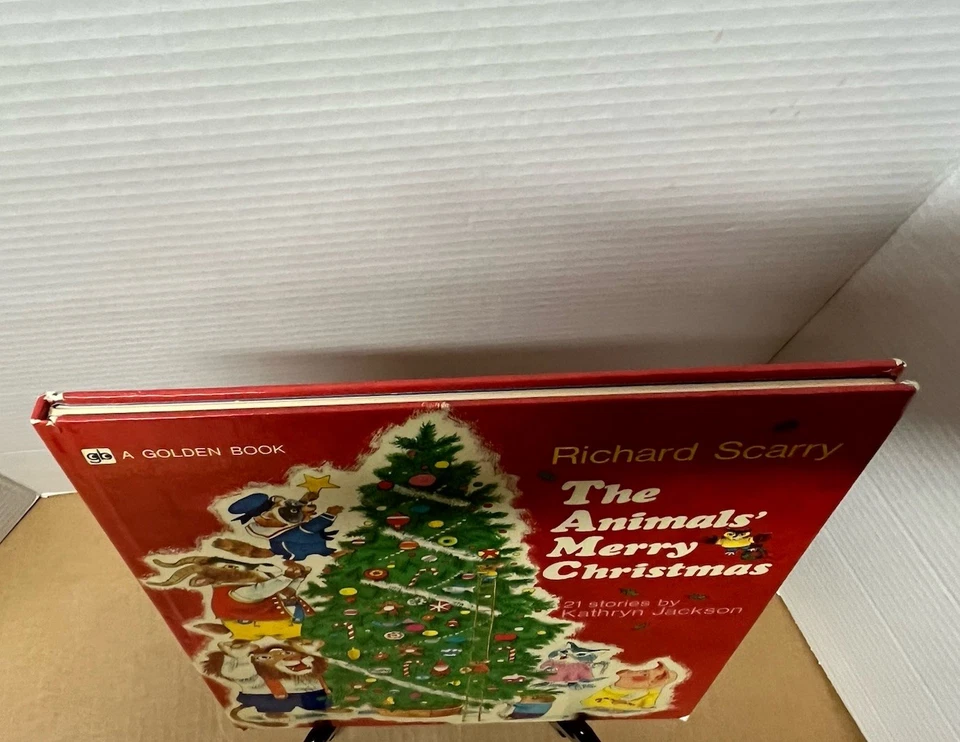 A GOLDEN BOOK
Richard Scarry
The
Animals'
Merry
Christmas
21 stories by
Kathryn Jackson